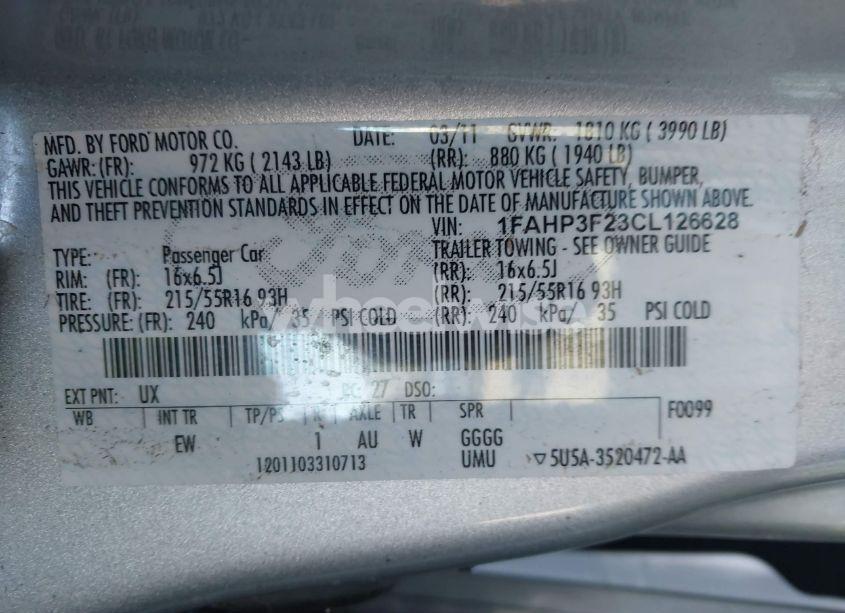 MFD. BY FORD MOTOR CO. DATE: 03/11 GVWR: 1810 KG ( 3990 LB)
GAWR: (FR): 972 KG ( 2143 LB) (RR): 880 KG ( 1940 LB)
THIS VEHICLE CONFORMS TO ALL APPLICABLE FEDERAL MOTOR VEHICLE SAFETY, BUMPER,
AND THEFT PREVENTION STANDARDS IN EFFECT ON THE DATE OF MANUFACTURE SHOWN ABOVE.
VIN: 1FAHP3F23CL126628
TYPE: Passenger Car TRAILER TOWING - SEE OWNER GUIDE
RIM: (FR): 16x6.5J (RR): 16x6.5J
TIRE: (FR): 215/55R16 93H (RR): 215/55R16 93H
PRESSURE: (FR): 240 kPa/ 35 PSI COLD (RR): 240 kPa/ 35 PSI COLD
EXT PNT: UX RC: 27 DSO:
WB INT TR TP/PS R AXLE TR SPR F0099
EW 1 AU W GGGG
1201103310713 UMU ▽5U5A-3520472-AA